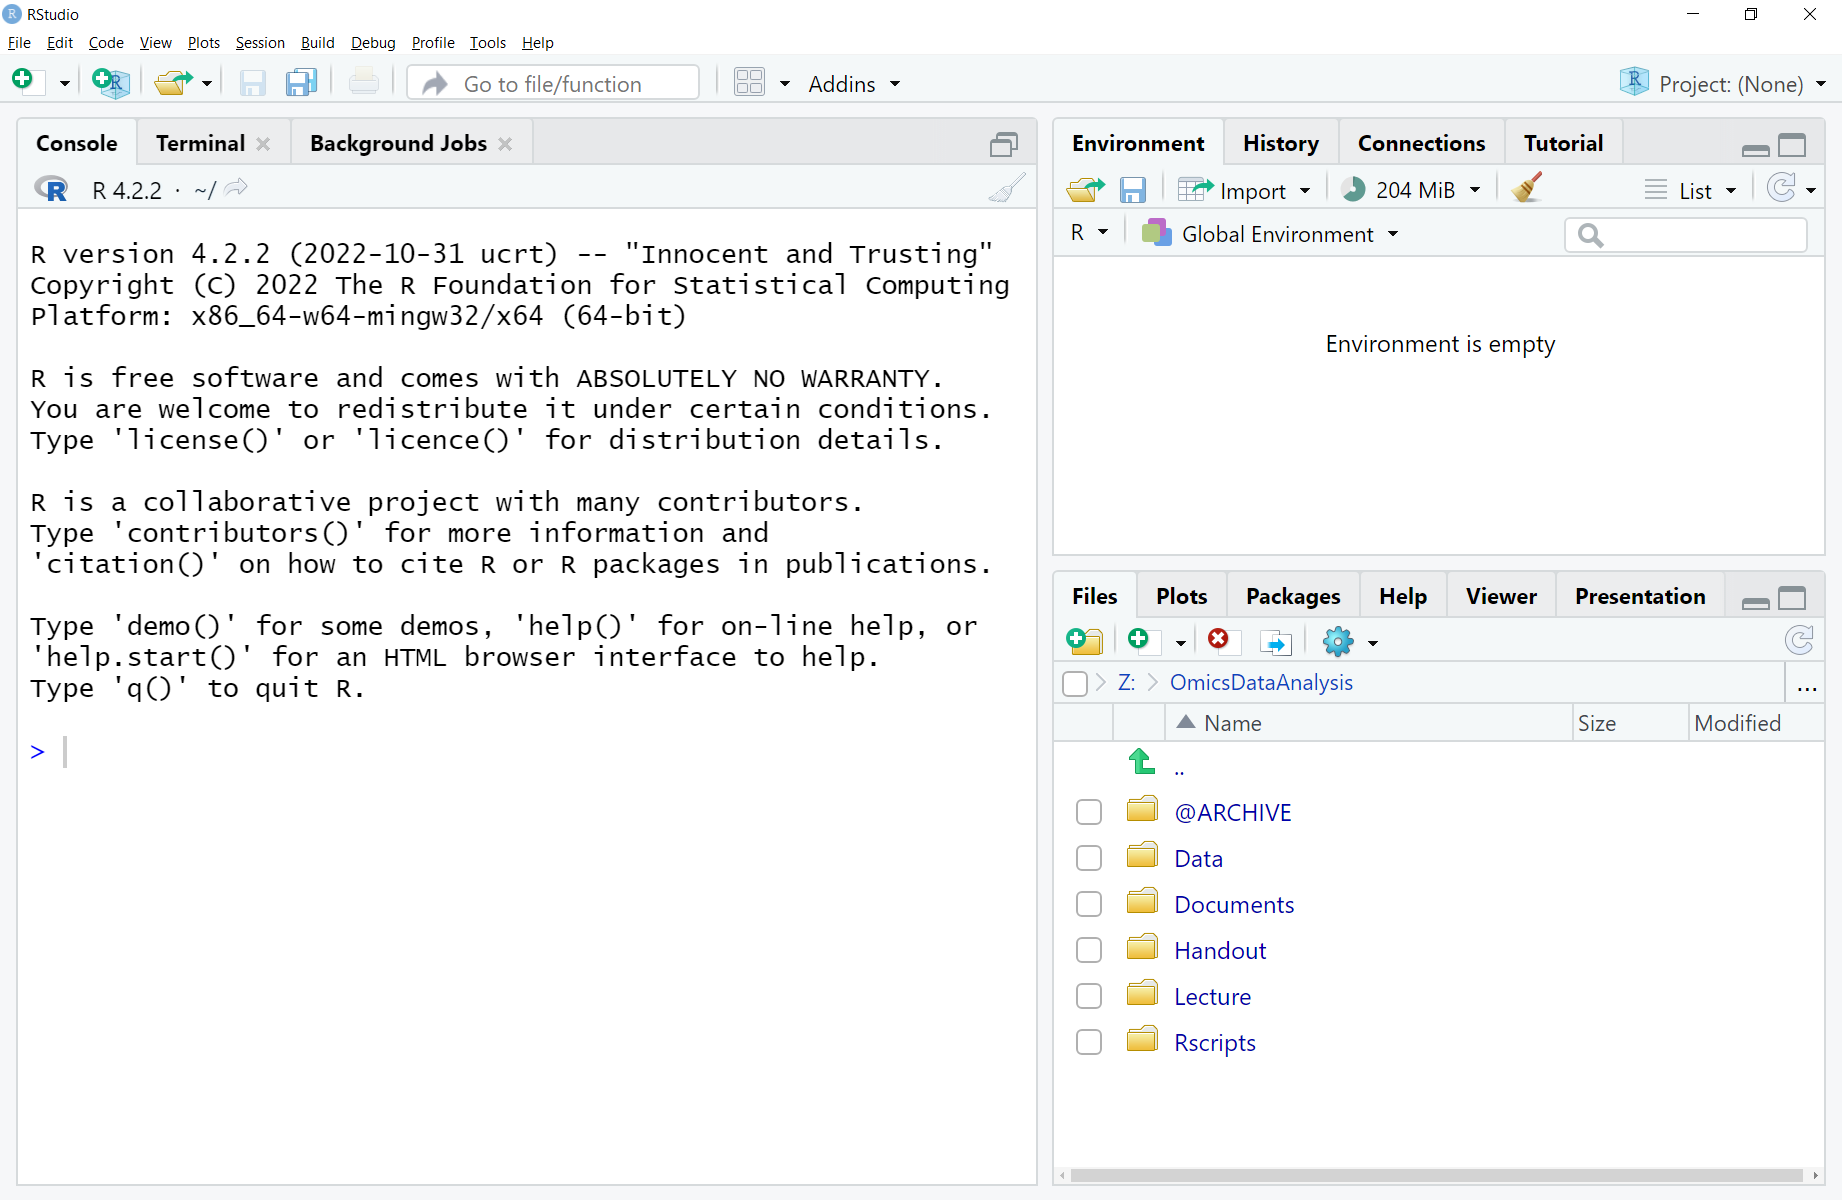 RStudio
File Edit Code View Plots Session Build Debug Profile Tools Help
Go to file/function Addins Project: (None)
Console Terminal Background Jobs
R 4.2.2 · ~/
R version 4.2.2 (2022-10-31 ucrt) -- "Innocent and Trusting"
Copyright (C) 2022 The R Foundation for Statistical Computing
Platform: x86_64-w64-mingw32/x64 (64-bit)
R is free software and comes with ABSOLUTELY NO WARRANTY.
You are welcome to redistribute it under certain conditions.
Type 'license()' or 'licence()' for distribution details.
R is a collaborative project with many contributors.
Type 'contributors()' for more information and
'citation()' on how to cite R or R packages in publications.
Type 'demo()' for some demos, 'help()' for on-line help, or
'help.start()' for an HTML browser interface to help.
Type 'q()' to quit R.
>
Environment History Connections Tutorial
Import 204 MiB List
R Global Environment
Environment is empty
Files Plots Packages Help Viewer Presentation
Z: OmicsDataAnalysis ...
Name Size Modified
..
@ARCHIVE
Data
Documents
Handout
Lecture
Rscripts